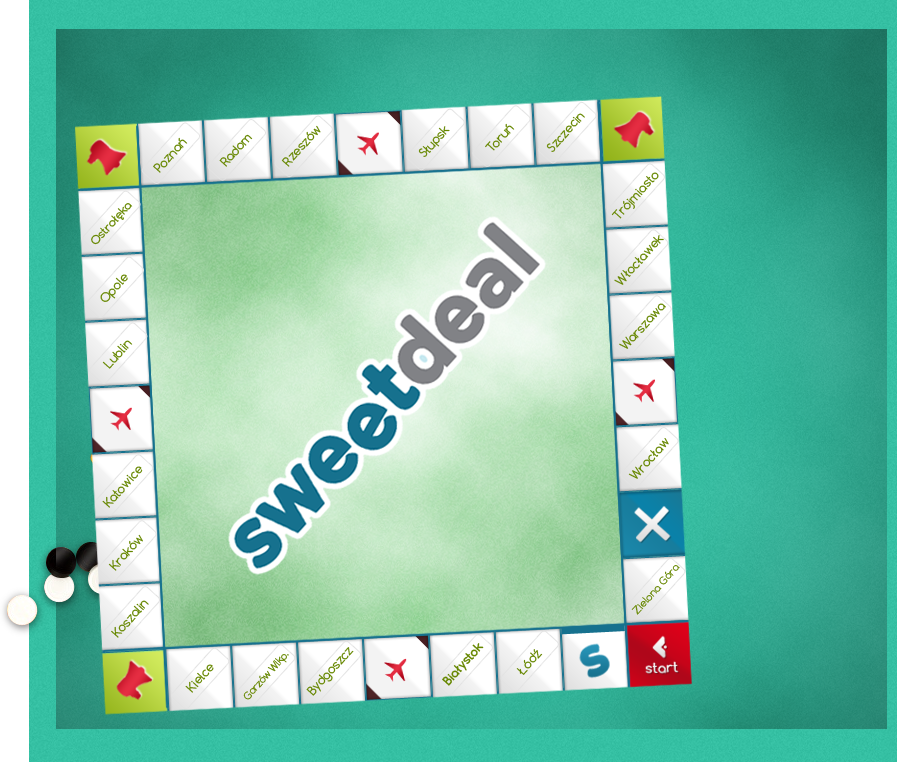 Poznań
Radom
Rzeszów
Słupsk
Toruń
Szczecin
Ostrołęka
Trójmiasto
Opole
Włocławek
Lublin
Warszawa
sweetdeal
Katowice
Wrocław
Kraków
Koszalin
Zielona Góra
Kielce
Gorzów Wlkp.
Bydgoszcz
Białystok
Łódź
S
start